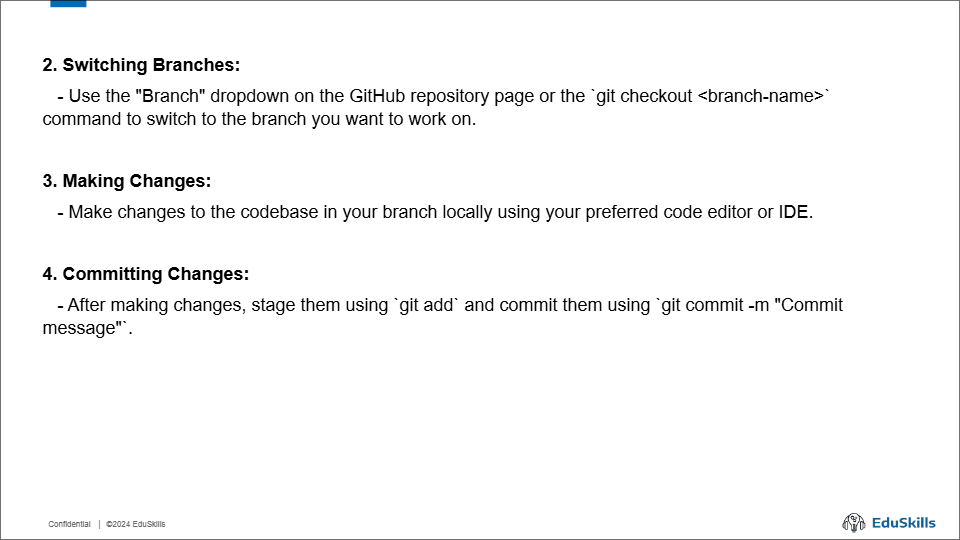 2. Switching Branches:
- Use the "Branch" dropdown on the GitHub repository page or the `git checkout <branch-name>`
command to switch to the branch you want to work on.
3. Making Changes:
- Make changes to the codebase in your branch locally using your preferred code editor or IDE.
4. Committing Changes:
- After making changes, stage them using `git add` and commit them using `git commit -m "Commit
message"`.
Confidential | ©2024 EduSkills
EduSkills